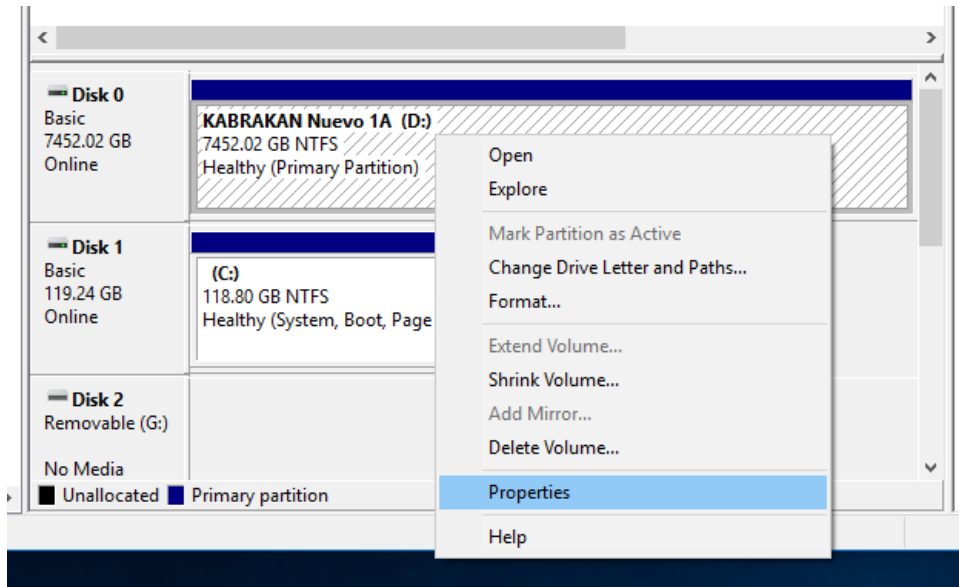 Disk 0
Basic
7452.02 GB
Online
KABRAKAN Nuevo 1A (D:)
7452.02 GB NTFS
Healthy (Primary Partition)
Disk 1
Basic
119.24 GB
Online
(C:)
118.80 GB NTFS
Healthy (System, Boot, Page
Disk 2
Removable (G:)
No Media
Unallocated
Primary partition
Open
Explore
Mark Partition as Active
Change Drive Letter and Paths...
Format...
Extend Volume...
Shrink Volume...
Add Mirror...
Delete Volume...
Properties
Help